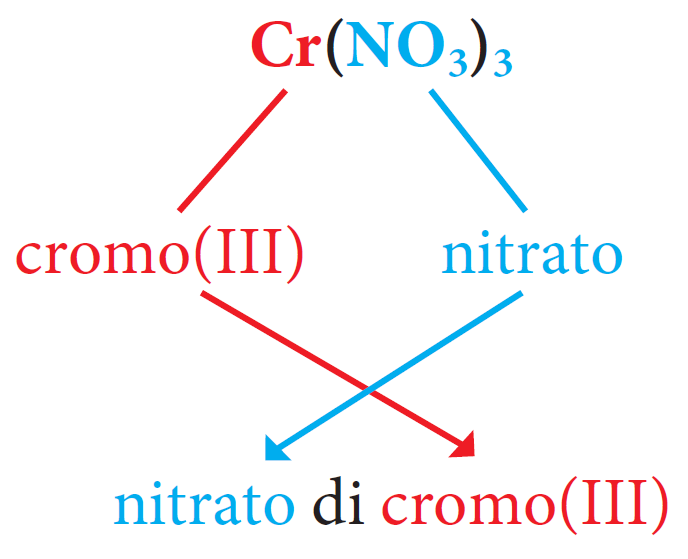 Cr(NO₃)₃
cromo(III) nitrato
nitrato di cromo(III)